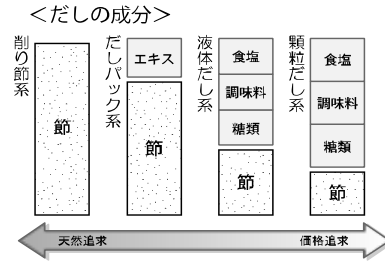 ＜だしの成分＞
削り節系
節
だしパック系
エキス
節
液体だし系
食塩
調味料
糖類
節
顆粒だし系
食塩
調味料
糖類
節
天然追求
価格追求